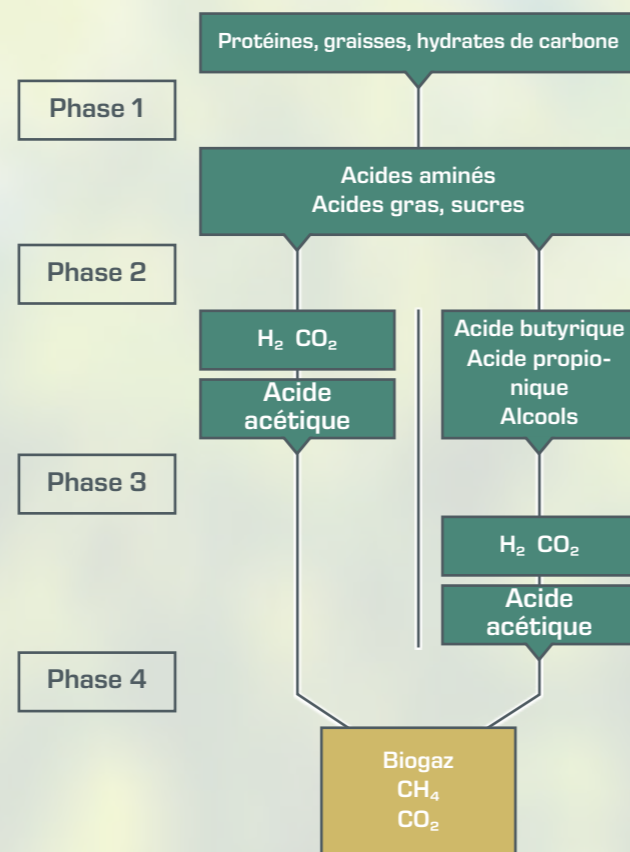 Protéines, graisses, hydrates de carbone
Phase 1
Acides aminés
Acides gras, sucres
Phase 2
H₂ CO₂
Acide
acétique
Acide butyrique
Acide propio-
nique
Alcools
Phase 3
H₂ CO₂
Acide
acétique
Phase 4
Biogaz
CH₄
CO₂